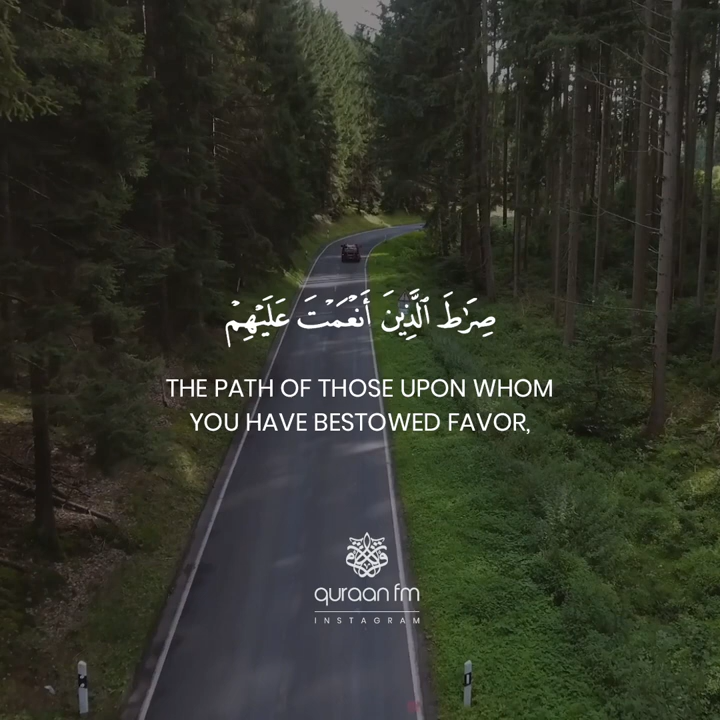 صِرَٰطَ ٱلَّذِينَ أَنۡعَمۡتَ عَلَيۡهِمۡ
THE PATH OF THOSE UPON WHOM
YOU HAVE BESTOWED FAVOR,
quraan fm
INSTAGRAM